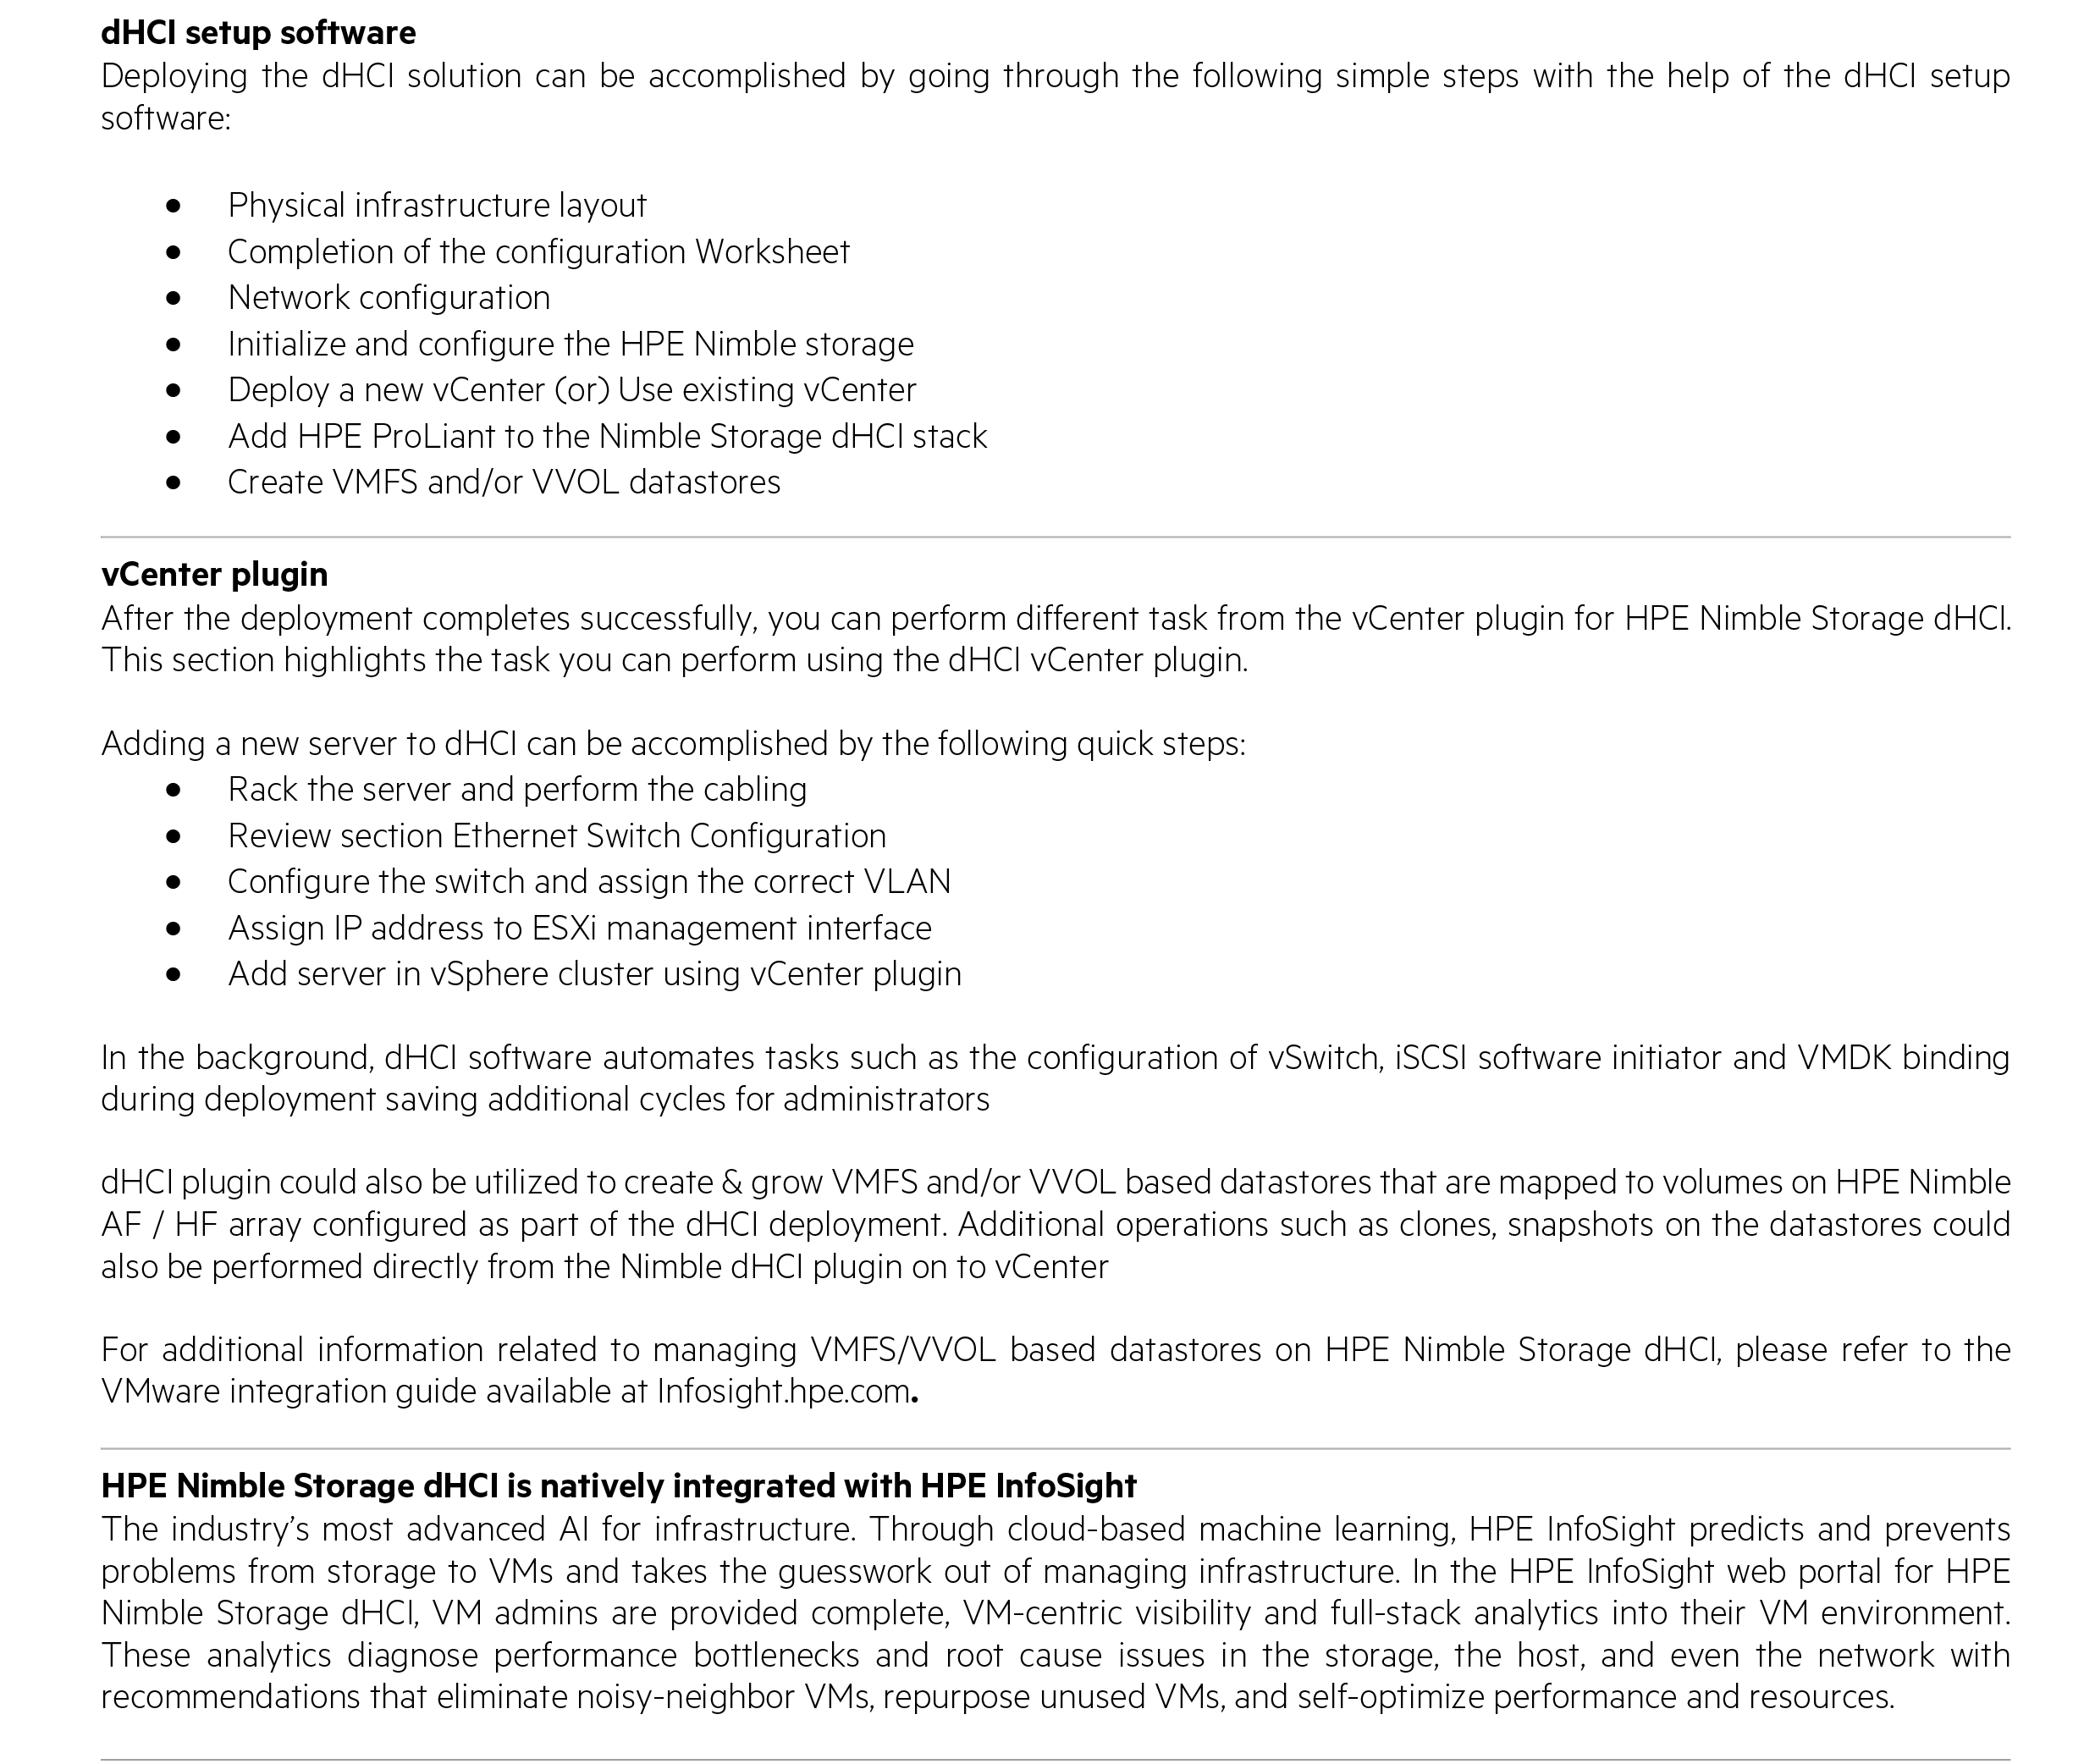 dHCI setup software
Deploying the dHCI solution can be accomplished by going through the following simple steps with the help of the dHCI setup
software:
• Physical infrastructure layout
• Completion of the configuration Worksheet
• Network configuration
• Initialize and configure the HPE Nimble storage
• Deploy a new vCenter (or) Use existing vCenter
• Add HPE ProLiant to the Nimble Storage dHCI stack
• Create VMFS and/or VVOL datastores
vCenter plugin
After the deployment completes successfully, you can perform different task from the vCenter plugin for HPE Nimble Storage dHCI.
This section highlights the task you can perform using the dHCI vCenter plugin.
Adding a new server to dHCI can be accomplished by the following quick steps:
• Rack the server and perform the cabling
• Review section Ethernet Switch Configuration
• Configure the switch and assign the correct VLAN
• Assign IP address to ESXi management interface
• Add server in vSphere cluster using vCenter plugin
In the background, dHCI software automates tasks such as the configuration of vSwitch, iSCSI software initiator and VMDK binding
during deployment saving additional cycles for administrators
dHCI plugin could also be utilized to create & grow VMFS and/or VVOL based datastores that are mapped to volumes on HPE Nimble
AF / HF array configured as part of the dHCI deployment. Additional operations such as clones, snapshots on the datastores could
also be performed directly from the Nimble dHCI plugin on to vCenter
For additional information related to managing VMFS/VVOL based datastores on HPE Nimble Storage dHCI, please refer to the
VMware integration guide available at Infosight.hpe.com.
HPE Nimble Storage dHCI is natively integrated with HPE InfoSight
The industry’s most advanced AI for infrastructure. Through cloud-based machine learning, HPE InfoSight predicts and prevents
problems from storage to VMs and takes the guesswork out of managing infrastructure. In the HPE InfoSight web portal for HPE
Nimble Storage dHCI, VM admins are provided complete, VM-centric visibility and full-stack analytics into their VM environment.
These analytics diagnose performance bottlenecks and root cause issues in the storage, the host, and even the network with
recommendations that eliminate noisy-neighbor VMs, repurpose unused VMs, and self-optimize performance and resources.